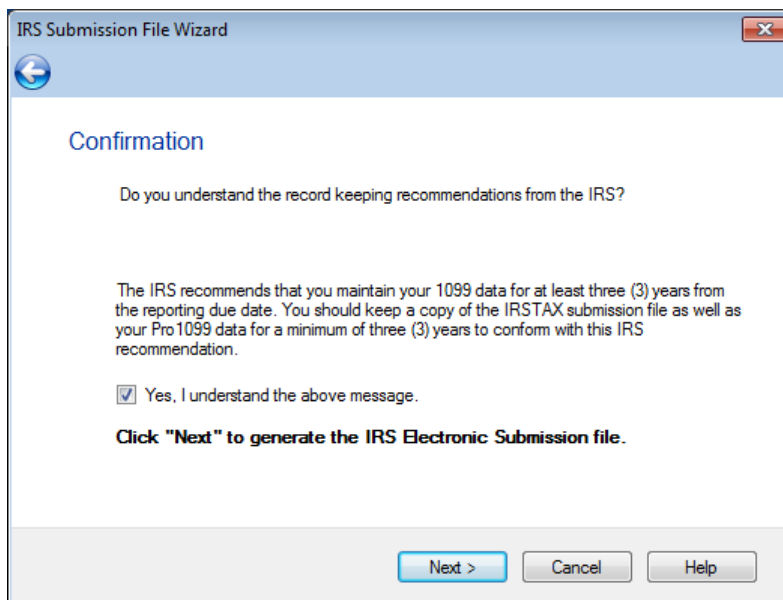 IRS Submission File Wizard
Confirmation
Do you understand the record keeping recommendations from the IRS?
The IRS recommends that you maintain your 1099 data for at least three (3) years from
the reporting due date. You should keep a copy of the IRSTAX submission file as well as
your Pro1099 data for a minimum of three (3) years to conform with this IRS
recommendation.
Yes, I understand the above message.
Click "Next" to generate the IRS Electronic Submission file.
Next >
Cancel
Help